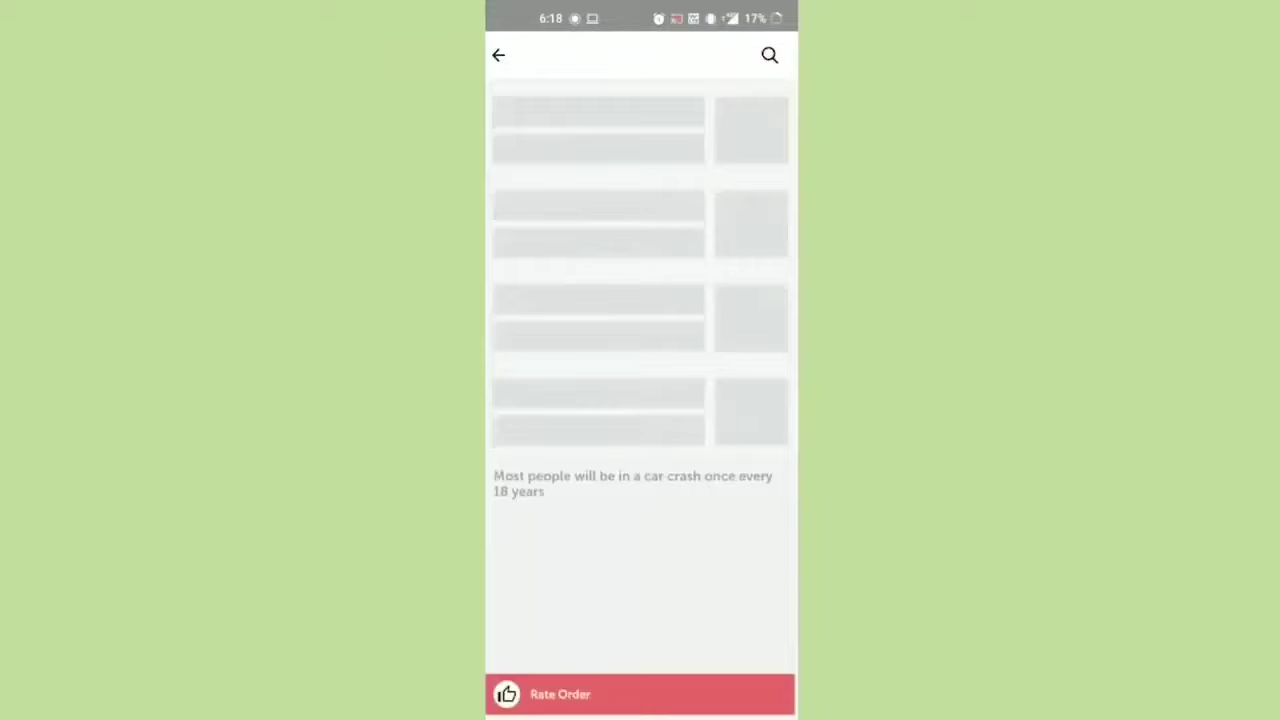 6:18
17%
Most people will be in a car crash once every
18 years
Rate Order